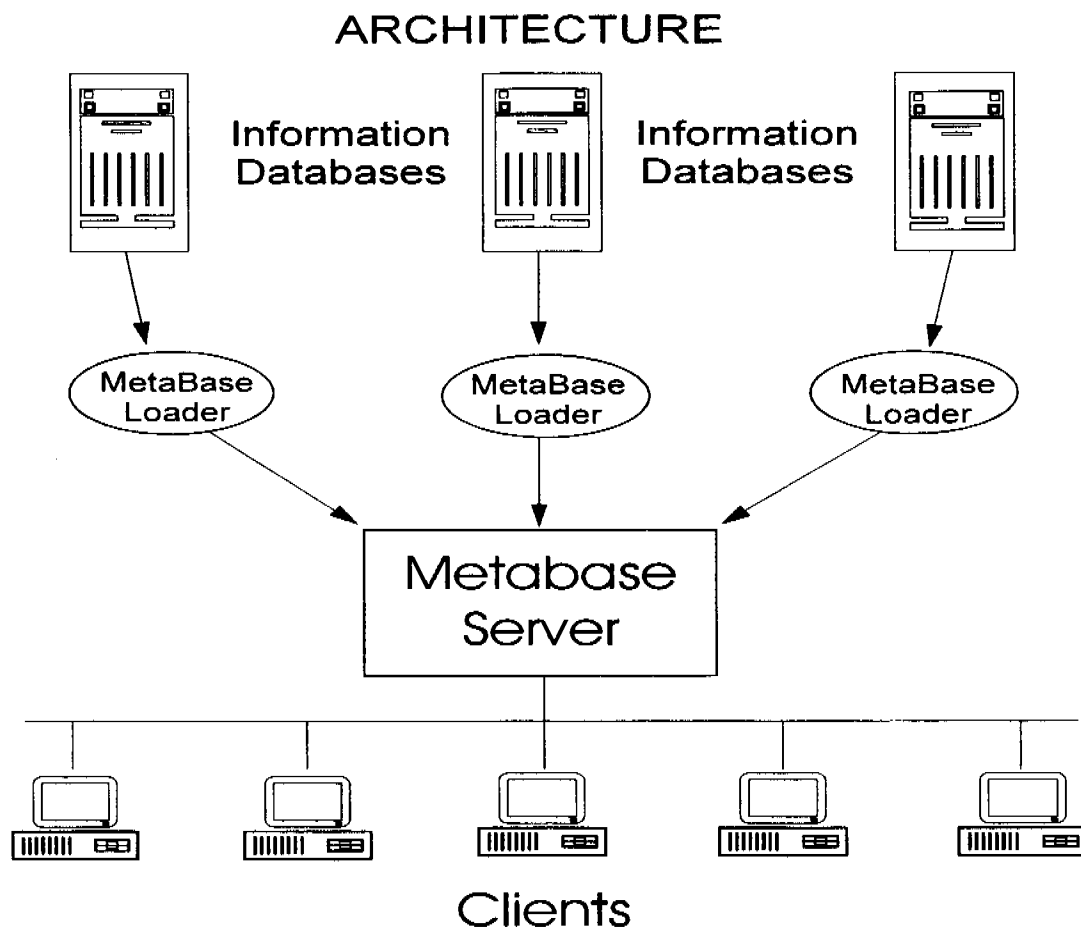 ARCHITECTURE
Information
Databases
Information
Databases
MetaBase
Loader
MetaBase
Loader
MetaBase
Loader
Metabase
Server
Clients